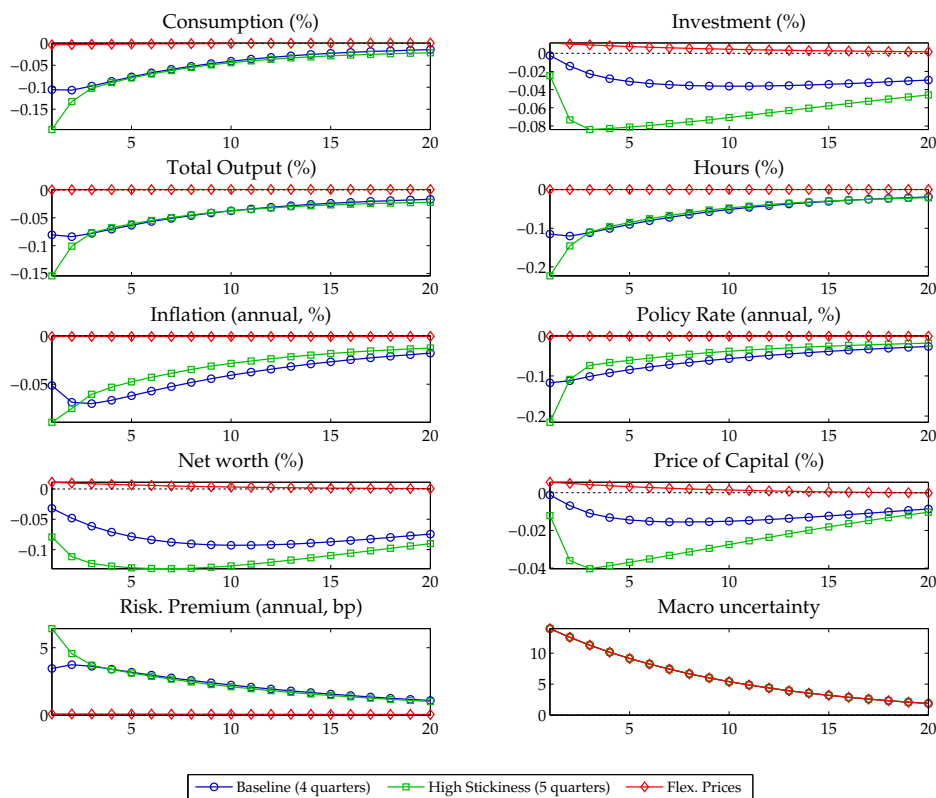 Consumption (%)
0
−0.05
−0.1
−0.15
5 10 15 20
Investment (%)
0
−0.02
−0.04
−0.06
−0.08
5 10 15 20
Total Output (%)
0
−0.05
−0.1
−0.15
5 10 15 20
Hours (%)
0
−0.1
−0.2
5 10 15 20
Inflation (annual, %)
0
−0.05
5 10 15 20
Policy Rate (annual, %)
0
−0.1
−0.2
5 10 15 20
Net worth (%)
0
−0.05
−0.1
5 10 15 20
Price of Capital (%)
0
−0.02
−0.04
5 10 15 20
Risk. Premium (annual, bp)
5
0
5 10 15 20
Macro uncertainty
10
5
0
5 10 15 20
Baseline (4 quarters) High Stickiness (5 quarters) Flex. Prices